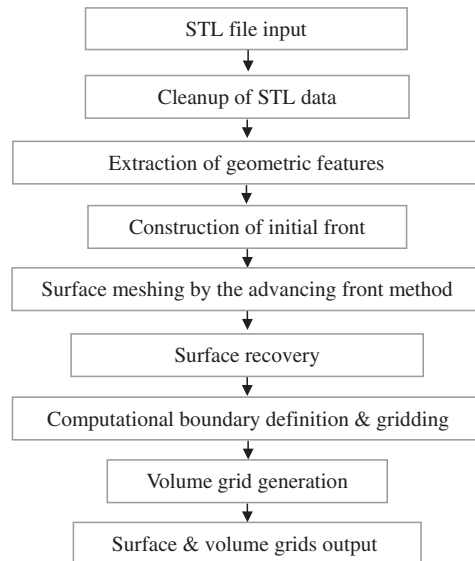 STL file input
Cleanup of STL data
Extraction of geometric features
Construction of initial front
Surface meshing by the advancing front method
Surface recovery
Computational boundary definition & gridding
Volume grid generation
Surface & volume grids output